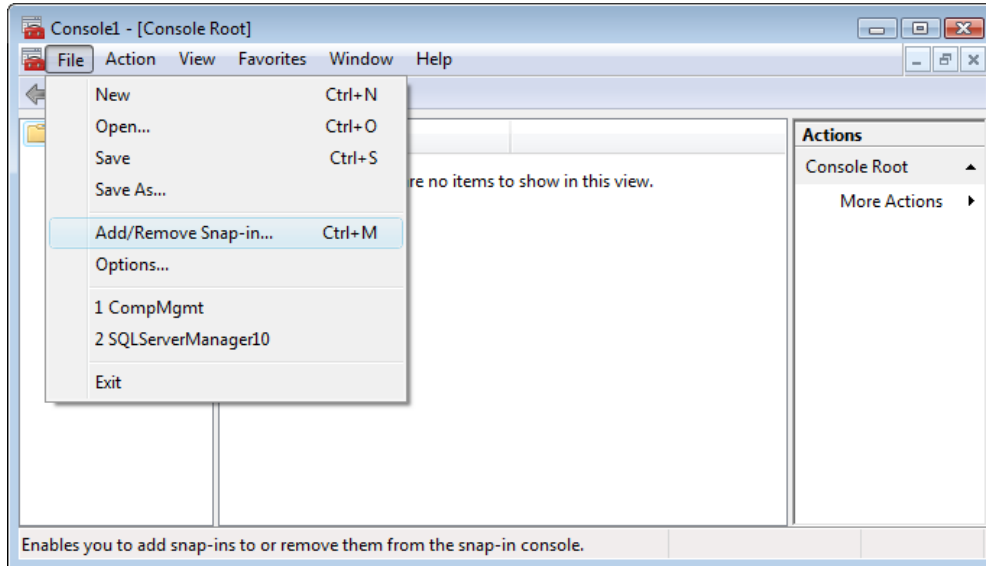 Console1 - [Console Root]
File Action View Favorites Window Help
New Ctrl+N
Open... Ctrl+O
Save Ctrl+S
Save As...
Add/Remove Snap-in... Ctrl+M
Options...
1 CompMgmt
2 SQLServerManager10
Exit
no items to show in this view.
Actions
Console Root
More Actions
Enables you to add snap-ins to or remove them from the snap-in console.